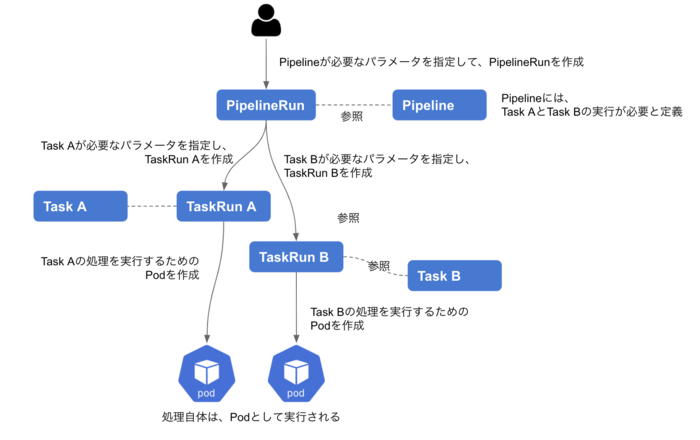 Pipelineが必要なパラメータを指定して、PipelineRunを作成
PipelineRun
参照
Pipeline
Pipelineには、
Task AとTask Bの実行が必要と定義
Task Aが必要なパラメータを指定し、
TaskRun Aを作成
Task Bが必要なパラメータを指定し、
TaskRun Bを作成
Task A
TaskRun A
参照
TaskRun B
参照
Task B
Task Aの処理を実行するための
Podを作成
Task Bの処理を実行するための
Podを作成
pod
pod
処理自体は、Podとして実行される